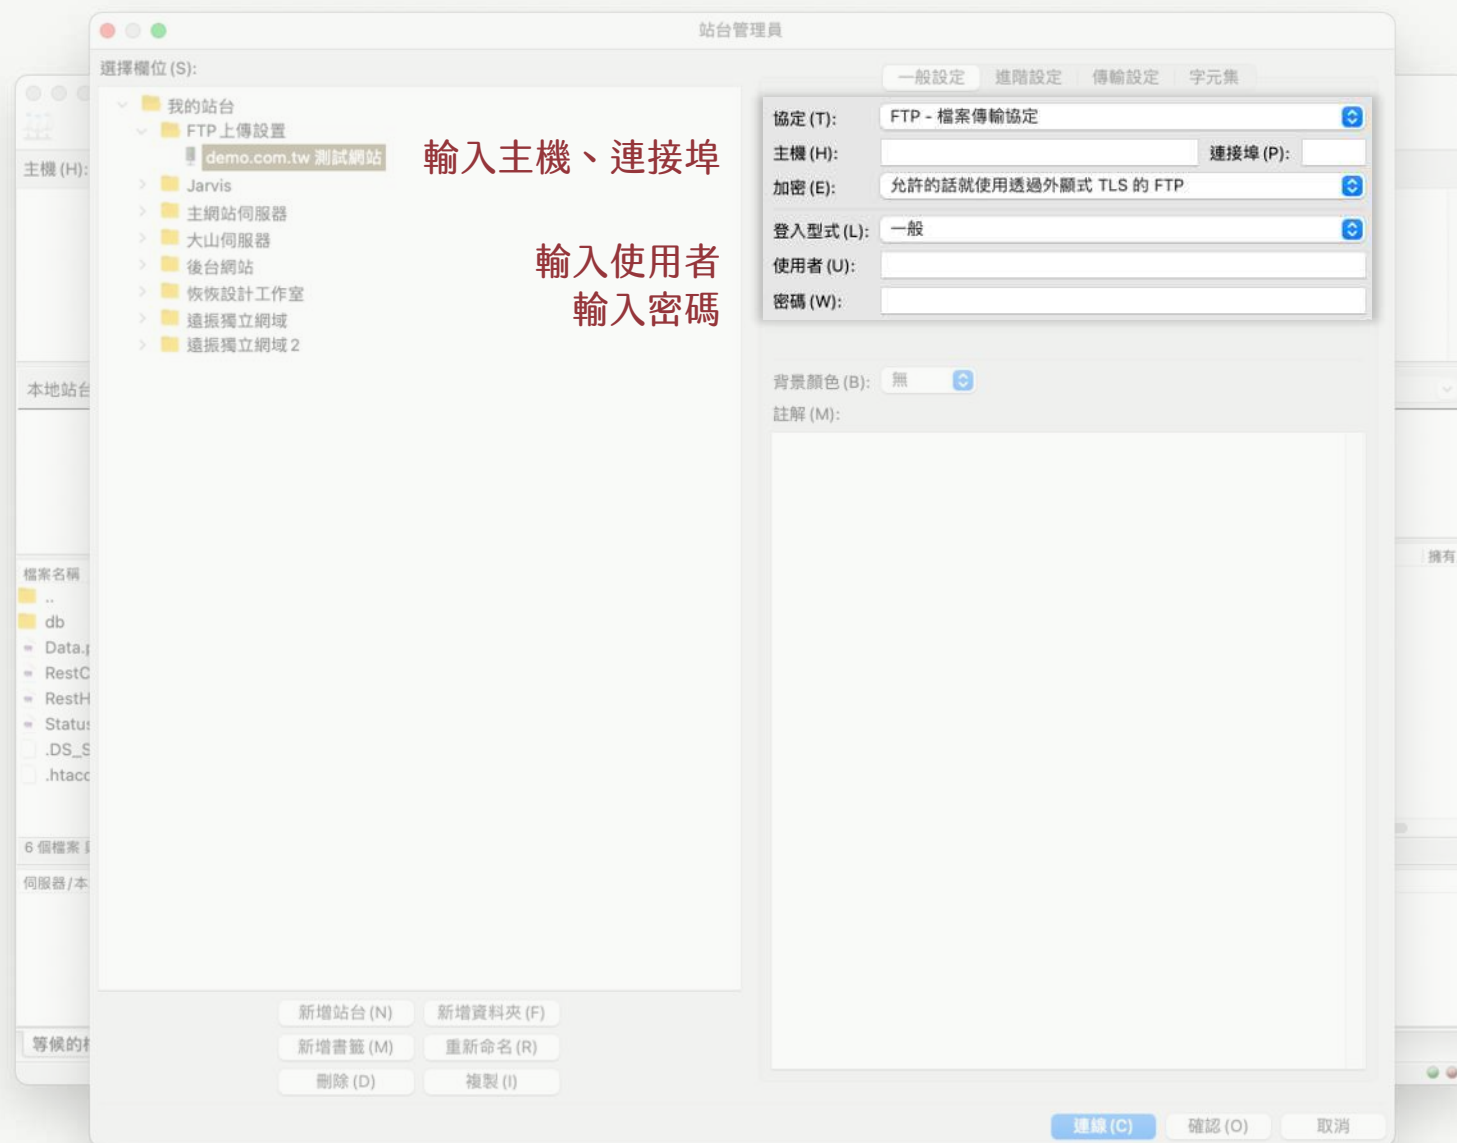 站台管理員
選擇欄位(S):
我的站台
FTP 上傳設置
demo.com.tw 測試網站
Jarvis
主網站伺服器
大山伺服器
後台網站
恢恢設計工作室
遠振獨立網域
遠振獨立網域 2
輸入主機、連接埠
輸入使用者
輸入密碼
一般設定 進階設定 傳輸設定 字元集
協定(T): FTP - 檔案傳輸協定
主機(H): 連接埠(P):
加密(E): 允許的話就使用透過外顯式 TLS 的 FTP
登入型式(L): 一般
使用者(U):
密碼(W):
背景顏色(B): 無
註解(M):
新增站台(N) 新增資料夾(F)
新增書籤(M) 重新命名(R)
刪除(D) 複製(I)
連線(C) 確認(O) 取消
主機(H):
本地站台
檔案名稱
..
db
Data.p
RestC
RestH
Status
.DS_S
.htacc
6 個檔案
伺服器/本
等候的
擁有